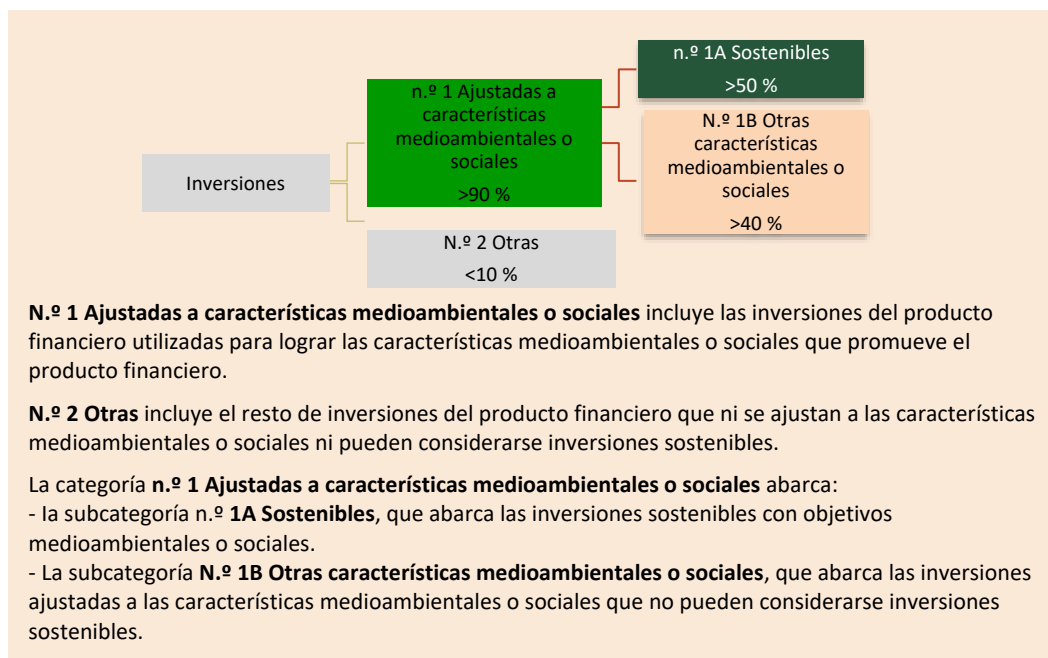 n.º 1A Sostenibles
>50 %
n.º 1 Ajustadas a
características
medioambientales o
sociales
>90 %
N.º 1B Otras
características
medioambientales o
sociales
>40 %
Inversiones
N.º 2 Otras
<10 %
N.º 1 Ajustadas a características medioambientales o sociales incluye las inversiones del producto
financiero utilizadas para lograr las características medioambientales o sociales que promueve el
producto financiero.
N.º 2 Otras incluye el resto de inversiones del producto financiero que ni se ajustan a las características
medioambientales o sociales ni pueden considerarse inversiones sostenibles.
La categoría n.º 1 Ajustadas a características medioambientales o sociales abarca:
- Ia subcategoría n.º 1A Sostenibles, que abarca las inversiones sostenibles con objetivos
medioambientales o sociales.
- La subcategoría N.º 1B Otras características medioambientales o sociales, que abarca las inversiones
ajustadas a las características medioambientales o sociales que no pueden considerarse inversiones
sostenibles.